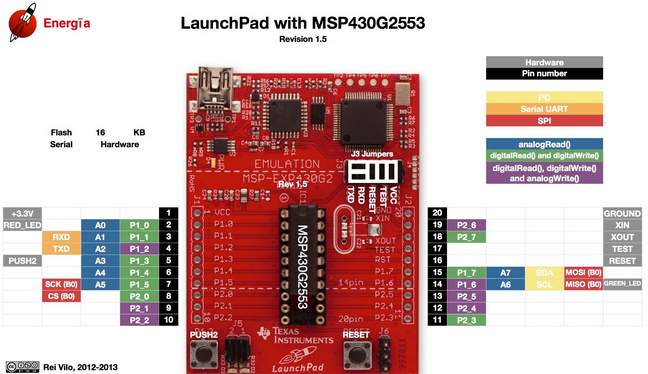 Energïa
LaunchPad with MSP430G2553
Revision 1.5
Hardware
Pin number
I²C
Serial UART
SPI
analogRead()
digitalRead() and digitalWrite()
digitalRead(), digitalWrite()
and analogWrite()
Flash 16 KB
Serial Hardware
EMULATION
MSP-EXP430G2
Rev 1.5
J3 Jumpers
TXD
RXD
RESET
TEST
VCC
+3.3V 1 VCC 20 GROUND
RED_LED A0 P1_0 2 P1.0 XIN 19 P2_6 XIN
RXD A1 P1_1 3 P1.1 18 P2_7 XOUT
TXD A2 P1_2 4 P1.2 XOUT TEST 17 TEST
PUSH2 A3 P1_3 5 P1.3 RST 16 RESET
A4 P1_4 6 P1.4 P1.7 15 P1_7 A7 SDA MOSI (B0)
SCK (B0) A5 P1_5 7 P1.5 14pin P1.6 14 P1_6 A6 SCL MISO (B0) GREEN_LED
CS (B0) P2_0 8 P2.0 P2.5 13 P2_5
P2_1 9 P2.1 P2.4 12 P2_4
P2_2 10 P2.2 20pin P2.3 11 P2_3
MSP430G2553
PUSH2
J5
TEXAS
INSTRUMENTS
LaunchPad
RESET
J6
Rei Vilo, 2012-2013